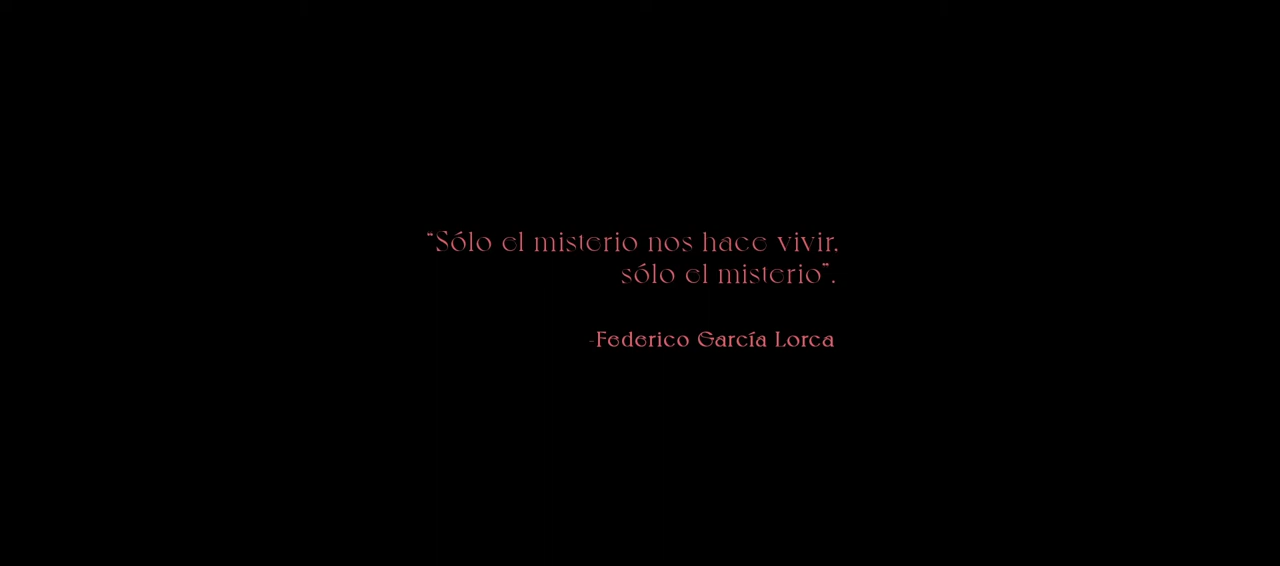 “Sólo el misterio nos hace vivir,
sólo el misterio”.
-Federico García Lorca